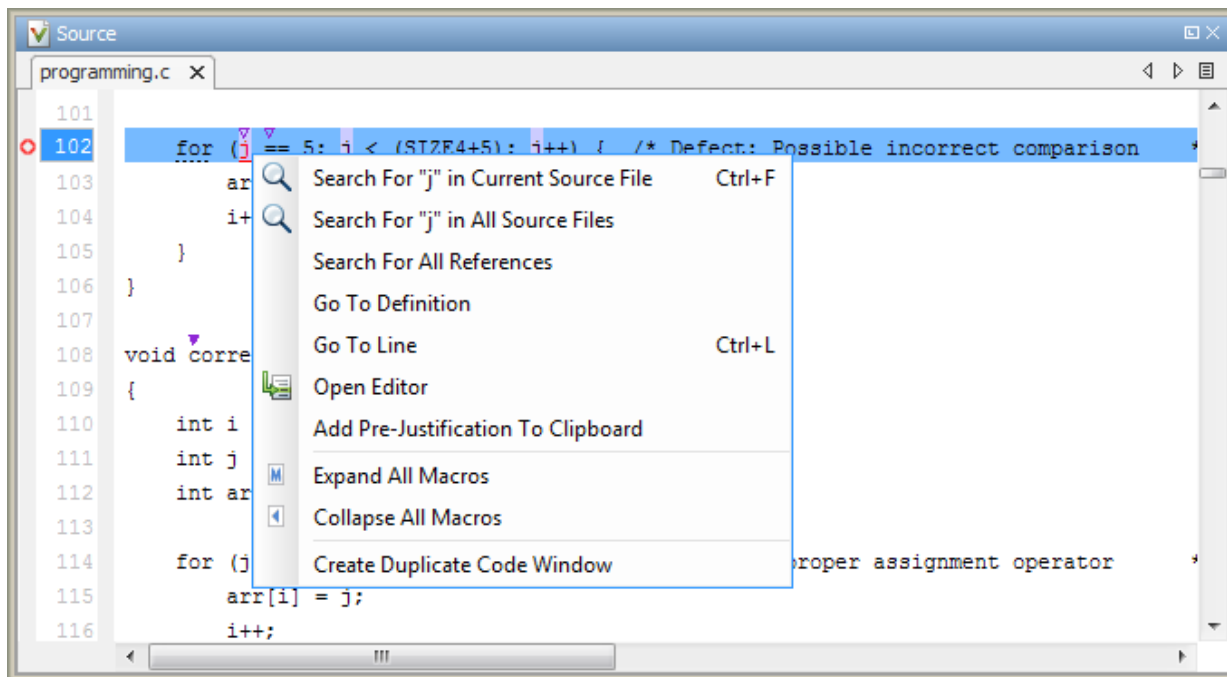 Source
programming.c
101
102 for (j == 5; j < (SIZE4+5); j++) { /* Defect: Possible incorrect comparison *
103 ar
104 i+
105 }
106 }
107
108 void corre
109 {
110 int i
111 int j
112 int ar
113
114 for (j proper assignment operator *
115 arr[i] = j;
116 i++;
Search For "j" in Current Source File Ctrl+F
Search For "j" in All Source Files
Search For All References
Go To Definition
Go To Line Ctrl+L
Open Editor
Add Pre-Justification To Clipboard
M Expand All Macros
Collapse All Macros
Create Duplicate Code Window